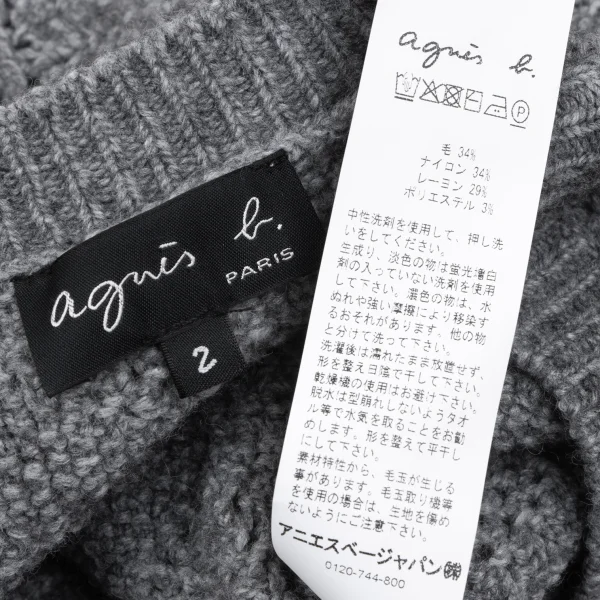 agnès b.
PARIS
2
agnès b.
毛 34%
ナイロン 34%
レーミン 29%
ポリエステル 3%
中性洗剤を使用して、押し洗
いをしてください。
生成り、淡色の物は蛍光増白
剤の入っていない洗剤を使用
して下さい。濃色の物は、水
ぬれや強い摩擦により移染す
るおそれがあります。他の物
と分けて洗って下さい。
洗濯後は濡れたまま放置せず、
形を整え日陰で干して下さい。
乾燥機の使用はお避け下さい。
脱水は型崩れしないようタオ
ル等で水気を取ることをお勧
めします。形を整えて平干し
にして下さい。
素材特性から、毛玉が生じる
事があります。毛玉取り機等
を使用の場合は、生地を傷め
ないようにご注意下さい。
アニエスベージャパン㈱
0120-744-800